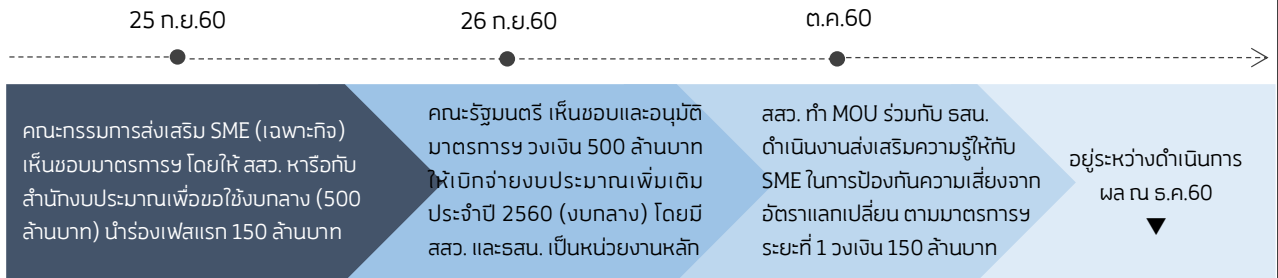 25 ก.ย.60
26 ก.ย.60
ต.ค.60
คณะกรรมการส่งเสริม SME (เฉพาะกิจ)
เห็นชอบมาตรการฯ โดยให้ สสว. หารือกับ
สำนักงบประมาณเพื่อขอใช้งบกลาง (500
ล้านบาท) นำร่องเฟสแรก 150 ล้านบาท
คณะรัฐมนตรี เห็นชอบและอนุมัติ
มาตรการฯ วงเงิน 500 ล้านบาท
ให้เบิกจ่ายงบประมาณเพิ่มเติม
ประจำปี 2560 (งบกลาง) โดยมี
สสว. และธสน. เป็นหน่วยงานหลัก
สสว. ทำ MOU ร่วมกับ ธสน.
ดำเนินงานส่งเสริมความรู้ให้กับ
SME ในการป้องกันความเสี่ยงจาก
อัตราแลกเปลี่ยน ตามมาตรการฯ
ระยะที่ 1 วงเงิน 150 ล้านบาท
อยู่ระหว่างดำเนินการ
ผล ณ ธ.ค.60